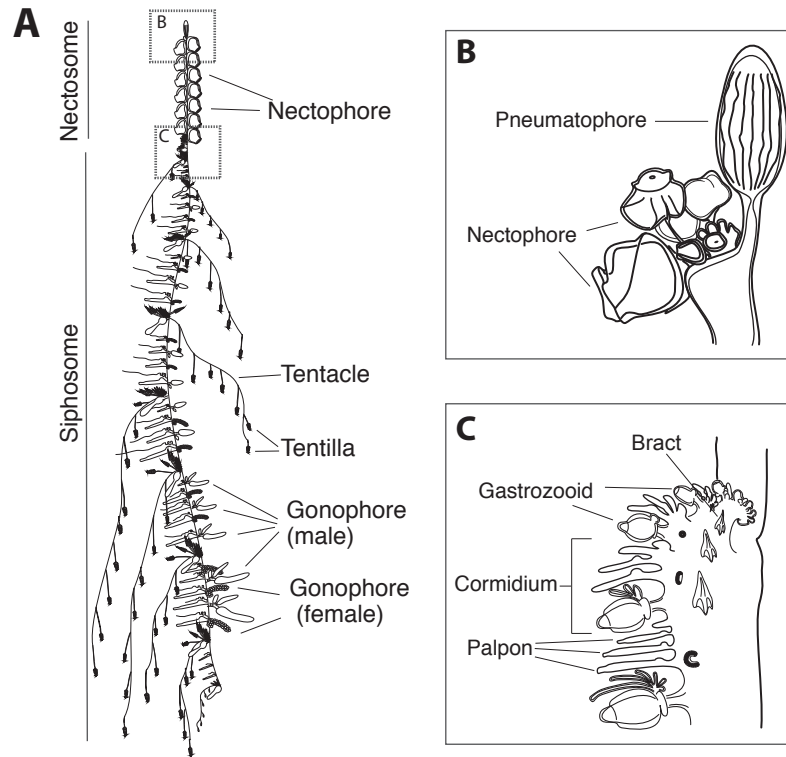 A
Nectosome
Siphosome
B
C
Nectophore
Tentacle
Tentilla
Gonophore
(male)
Gonophore
(female)
B
Pneumatophore
Nectophore
C
Bract
Gastrozooid
Cormidium
Palpon